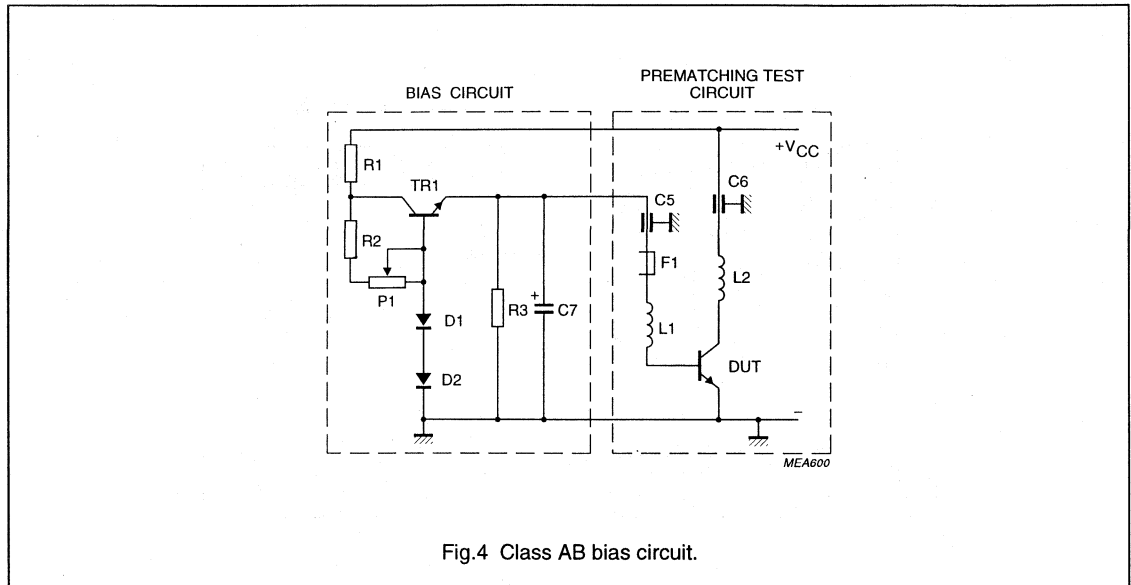 PREMATCHING TEST
CIRCUIT
BIAS CIRCUIT
+VCC
R1
TR1
C5
C6
R2
F1
L2
P1
D1
R3
+
C7
L1
D2
DUT
–
MEA600
Fig.4 Class AB bias circuit.